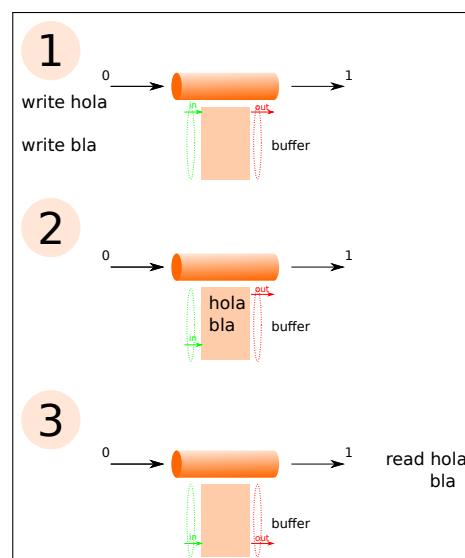 1
0
1
write hola
in
out
write bla
buffer
2
0
1
out
hola
bla
buffer
in
3
0
1
read hola
bla
buffer
in
out